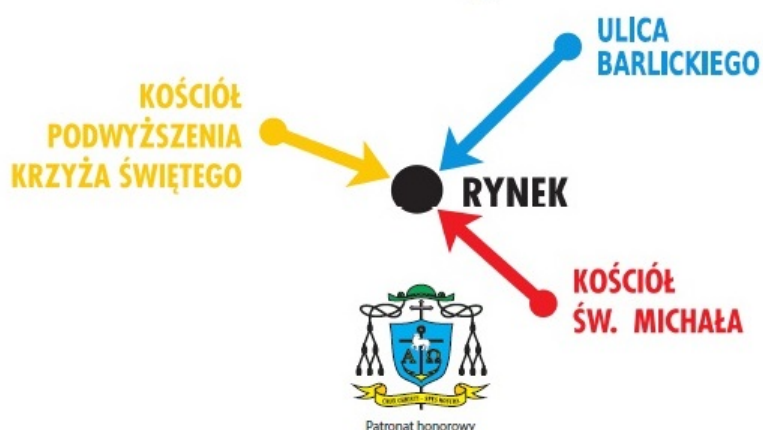 ULICA
BARLICKIEGO
KOŚCIÓŁ
PODWYŻSZENIA
KRZYŻA ŚWIĘTEGO
RYNEK
KOŚCIÓŁ
ŚW. MICHAŁA
Α Ω
Patronat honorowy